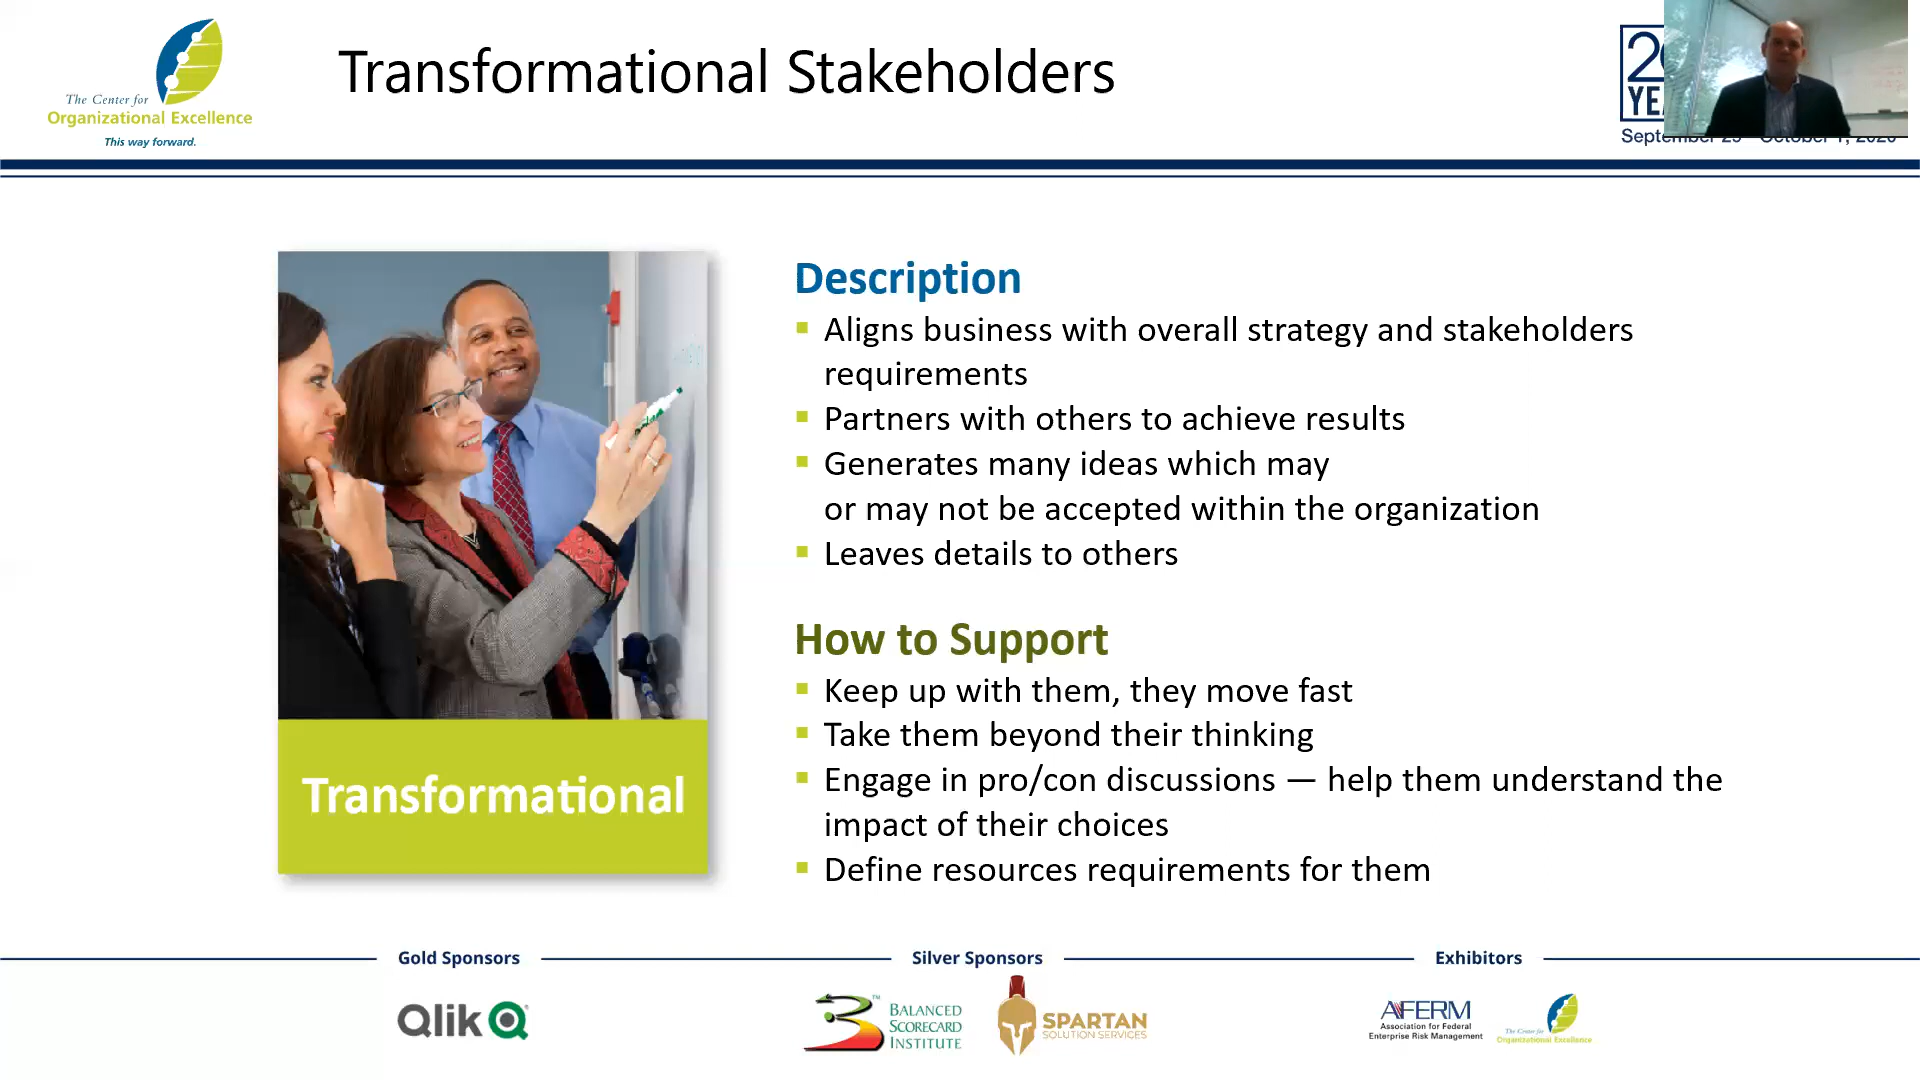 The Center for
Organizational Excellence
This way forward.
Transformational Stakeholders
YE
Description
Aligns business with overall strategy and stakeholders
requirements
Partners with others to achieve results
Generates many ideas which may
or may not be accepted within the organization
Leaves details to others
How to Support
Keep up with them, they move fast
Take them beyond their thinking
Engage in pro/con discussions — help them understand the
impact of their choices
Define resources requirements for them
Transformational
Gold Sponsors
Silver Sponsors
Exhibitors
Qlik
BALANCED
SCORECARD
INSTITUTE
™
SPARTAN
SOLUTION SERVICES
AFERM
Association for Federal
Enterprise Risk Management
The Center for
Organizational Excellence